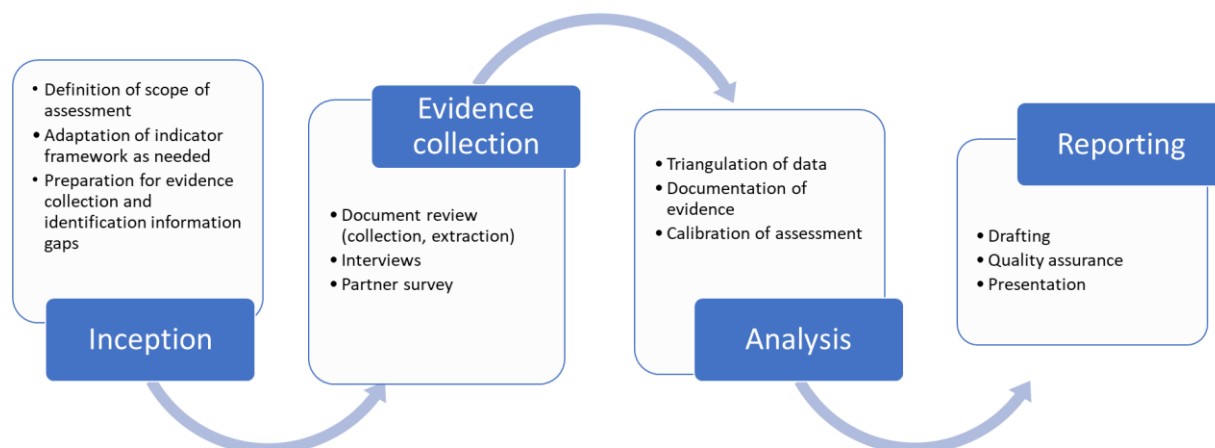 • Definition of scope of
assessment
• Adaptation of indicator
framework as needed
• Preparation for evidence
collection and
identification information
gaps
Inception
Evidence
collection
• Document review
(collection, extraction)
• Interviews
• Partner survey
• Triangulation of data
• Documentation of
evidence
• Calibration of assessment
Analysis
Reporting
• Drafting
• Quality assurance
• Presentation